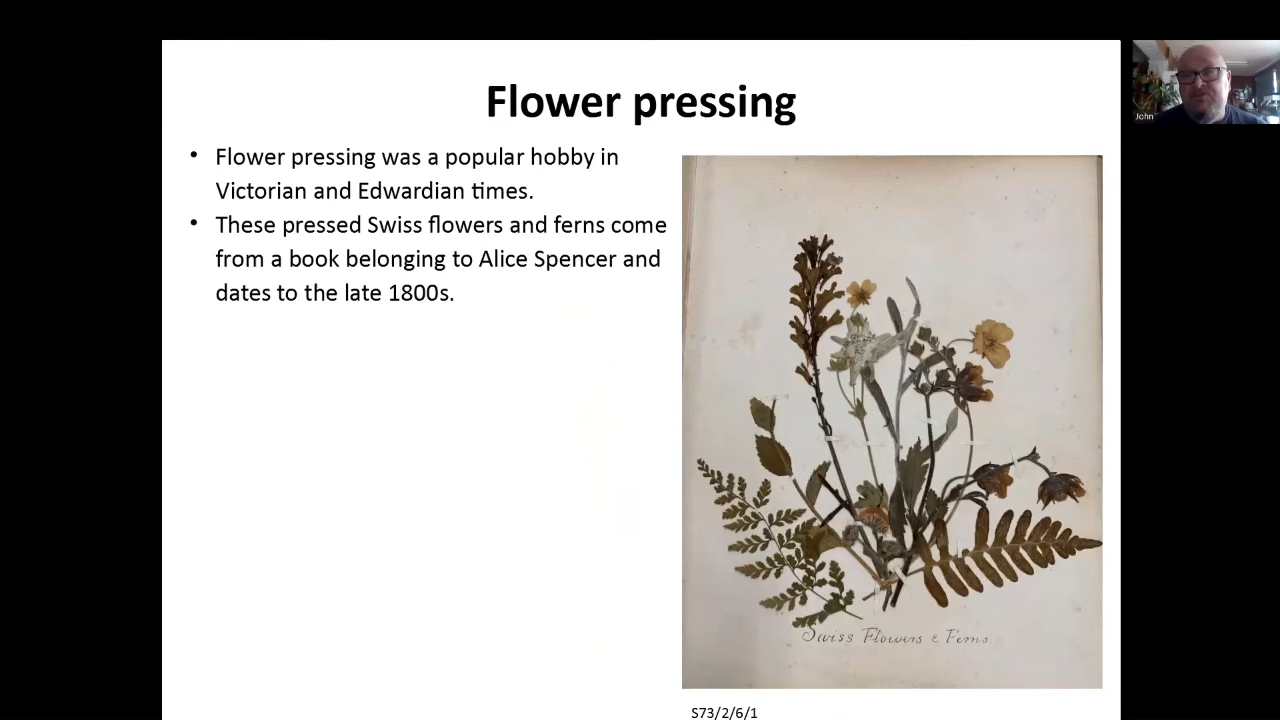 Flower pressing
• Flower pressing was a popular hobby in
Victorian and Edwardian times.
• These pressed Swiss flowers and ferns come
from a book belonging to Alice Spencer and
dates to the late 1800s.
Swiss Flowers & Ferns.
S73/2/6/1
John